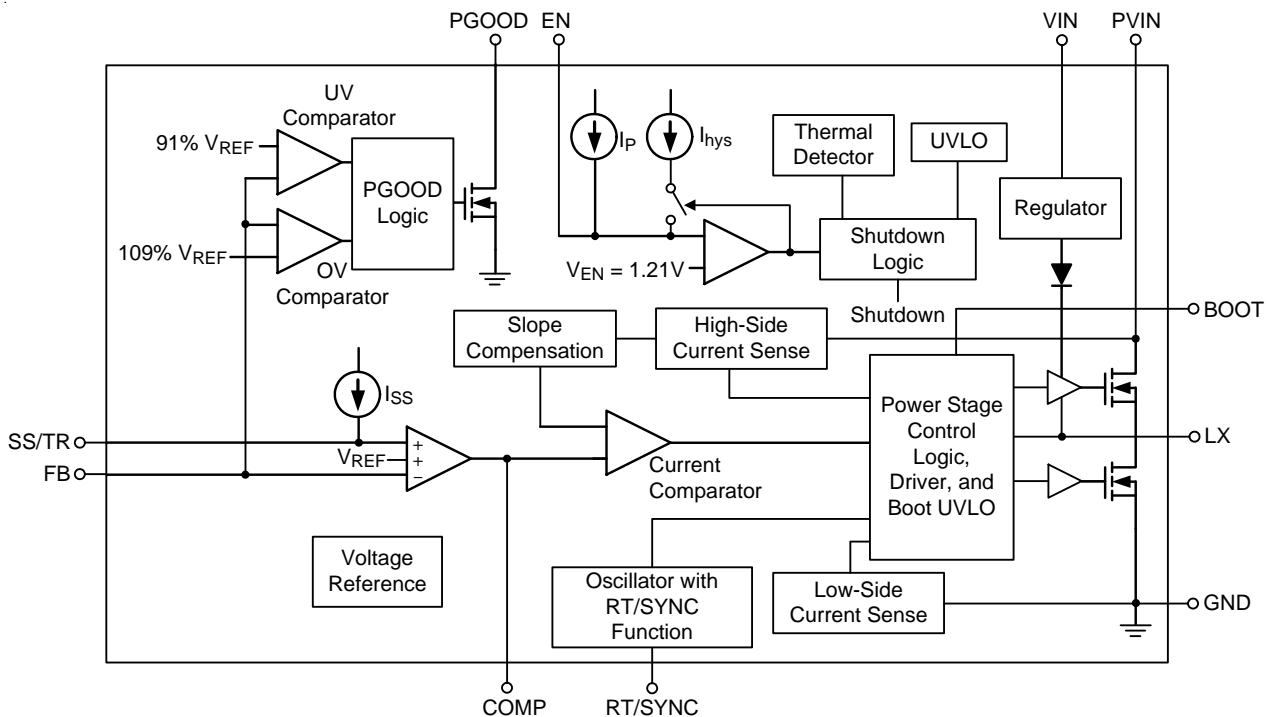 PGOOD
EN
VIN
PVIN
UV
Comparator
91% VREF
PGOOD
Logic
109% VREF
OV
Comparator
IP
Ihys
Thermal
Detector
UVLO
Regulator
Shutdown
Logic
VEN = 1.21V
Shutdown
BOOT
Slope
Compensation
High-Side
Current Sense
ISS
SS/TR
+
VREF
+
FB
−
Current
Comparator
Power Stage
Control
Logic,
Driver, and
Boot UVLO
LX
Voltage
Reference
Oscillator with
RT/SYNC
Function
Low-Side
Current Sense
GND
COMP
RT/SYNC